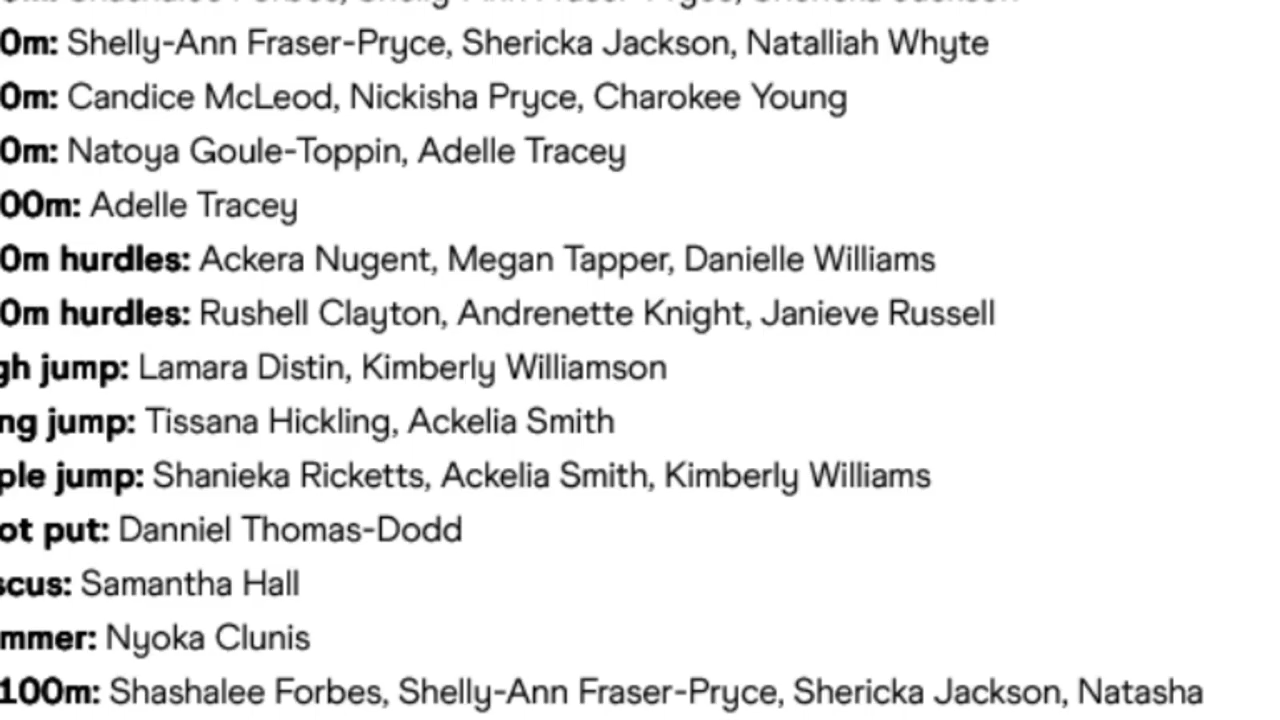 0m: Shelly-Ann Fraser-Pryce, Shericka Jackson, Natalliah Whyte
0m: Candice McLeod, Nickisha Pryce, Charokee Young
0m: Natoya Goule-Toppin, Adelle Tracey
00m: Adelle Tracey
0m hurdles: Ackera Nugent, Megan Tapper, Danielle Williams
0m hurdles: Rushell Clayton, Andrenette Knight, Janieve Russell
gh jump: Lamara Distin, Kimberly Williamson
ng jump: Tissana Hickling, Ackelia Smith
ple jump: Shanieka Ricketts, Ackelia Smith, Kimberly Williams
ot put: Danniel Thomas-Dodd
scus: Samantha Hall
mmer: Nyoka Clunis
100m: Shashalee Forbes, Shelly-Ann Fraser-Pryce, Shericka Jackson, Natasha